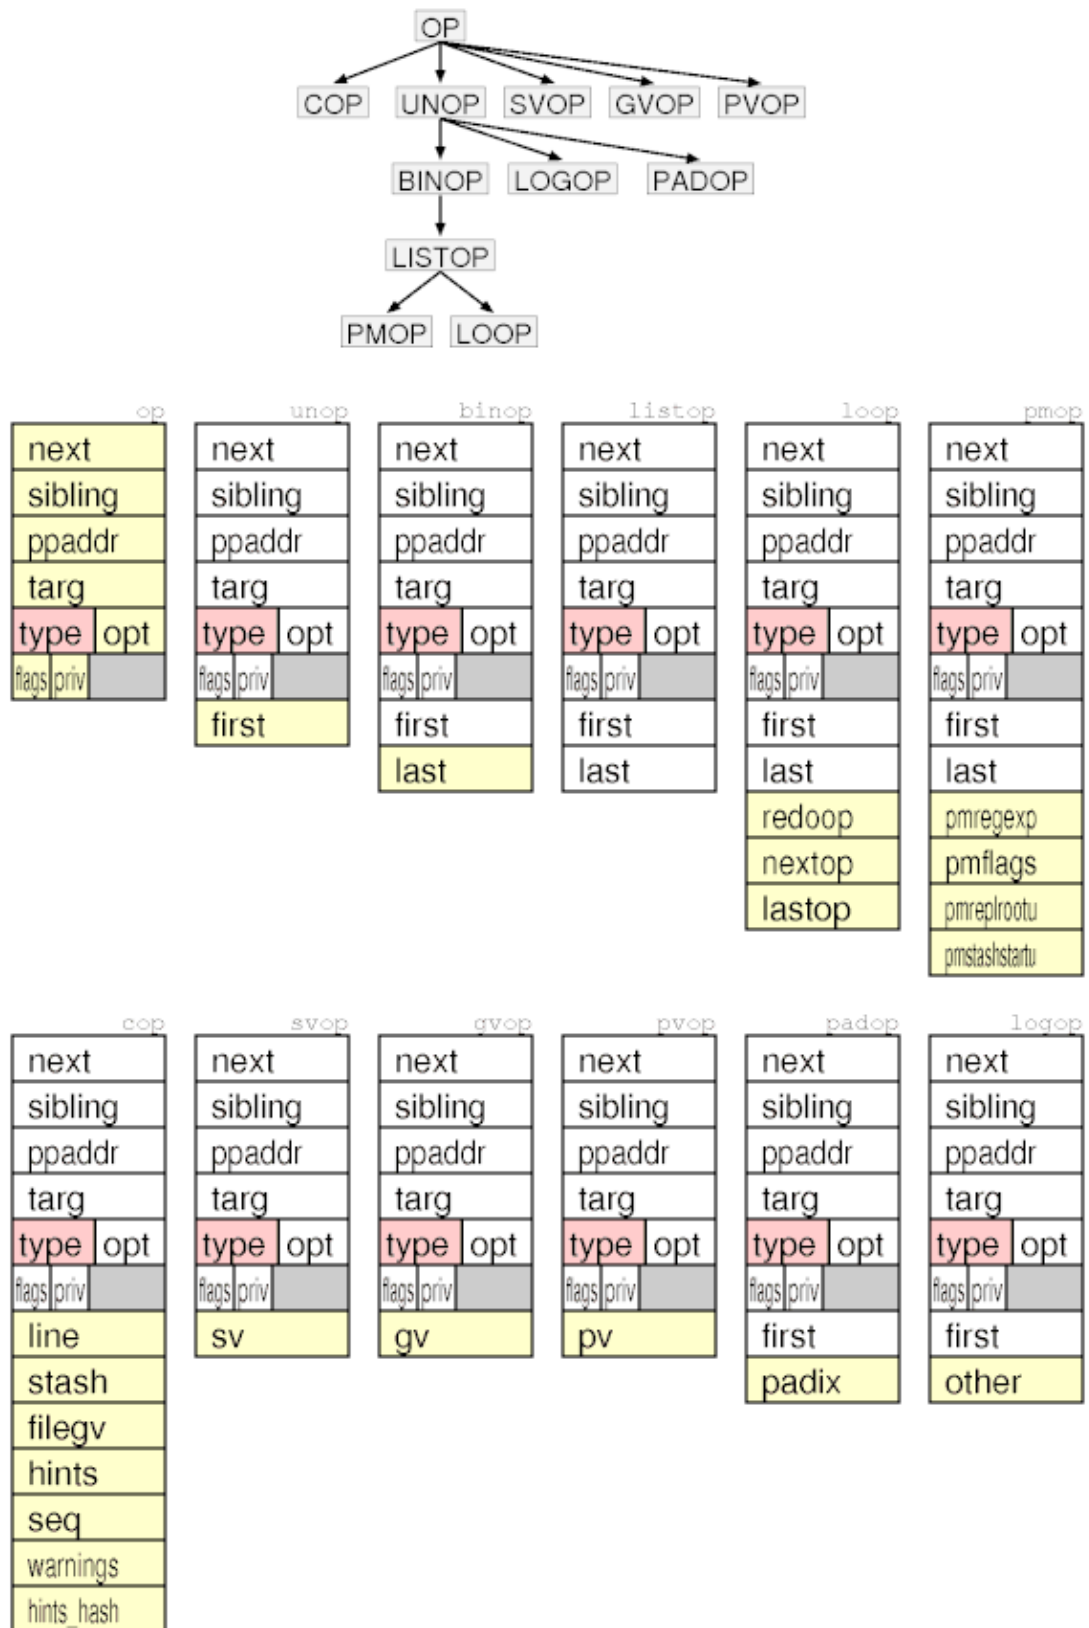 OP
COP UNOP SVOP GVOP PVOP
BINOP LOGOP PADOP
LISTOP
PMOP LOOP
op unop binop listop loop pmop
next next next next next next
sibling sibling sibling sibling sibling sibling
ppaddr ppaddr ppaddr ppaddr ppaddr ppaddr
targ targ targ targ targ targ
type opt type opt type opt type opt type opt type opt
flags priv flags priv flags priv flags priv flags priv flags priv
first first first first first
last last last last
redoop pmregexp
nextop pmflags
lastop pmreplrootu
pmstashstartu
cop svop gvop pvop padop logop
next next next next next next
sibling sibling sibling sibling sibling sibling
ppaddr ppaddr ppaddr ppaddr ppaddr ppaddr
targ targ targ targ targ targ
type opt type opt type opt type opt type opt type opt
flags priv flags priv flags priv flags priv flags priv flags priv
line sv gv pv first first
stash padix other
filegv
hints
seq
warnings
hints_hash